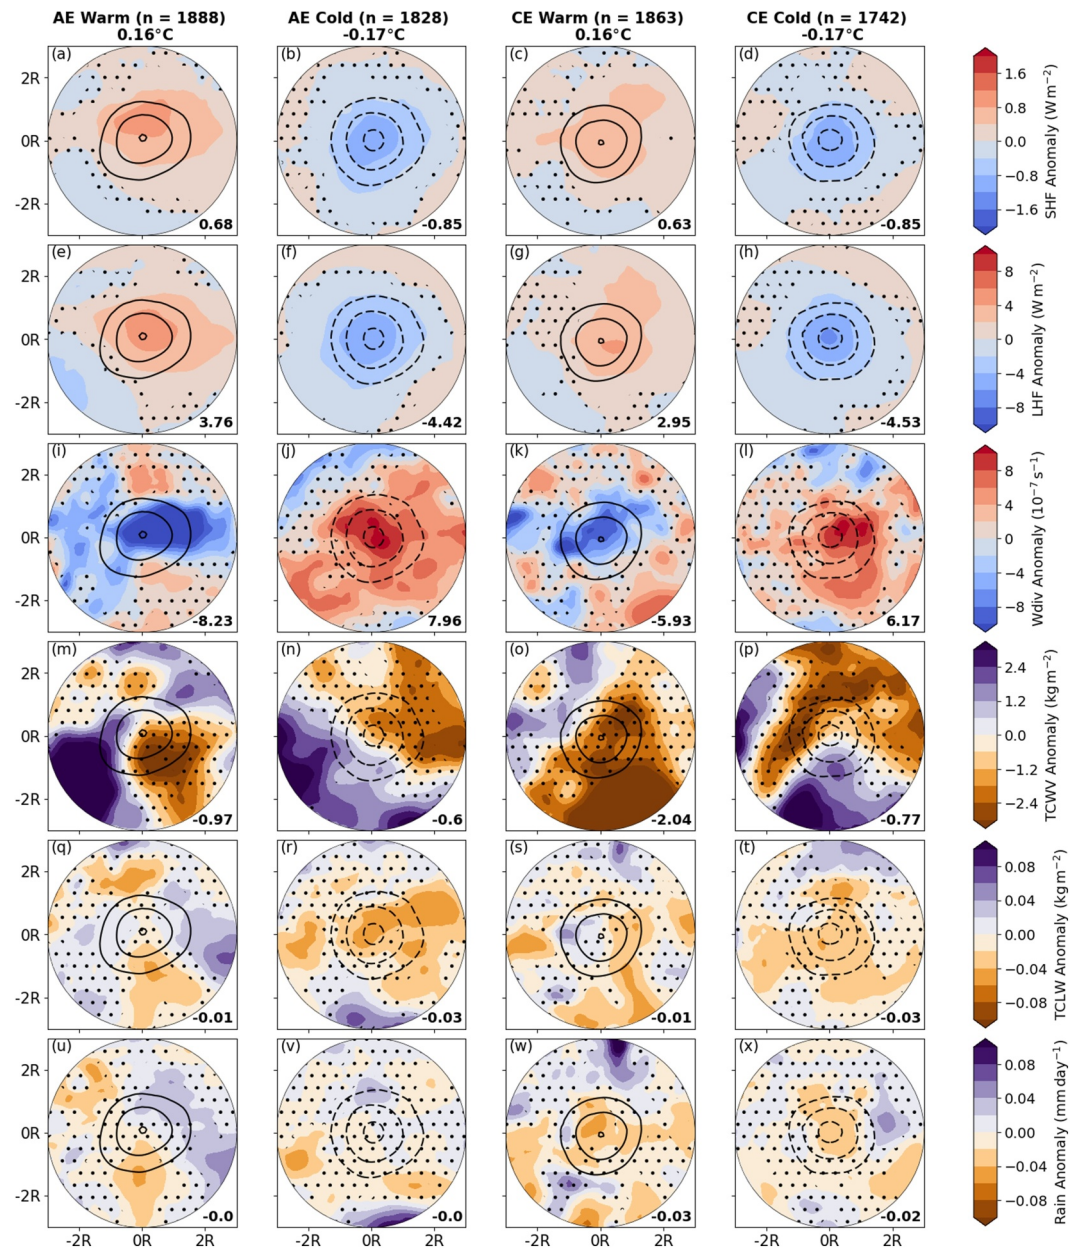 AE Warm (n = 1888) AE Cold (n = 1828) CE Warm (n = 1863) CE Cold (n = 1742)
0.16°C -0.17°C 0.16°C -0.17°C
(a) (b) (c) (d)
2R
0R
-2R
0.68 -0.85 0.63 -0.85
1.6
0.8
0.0
−0.8
−1.6
SHF Anomaly (W m−2)
(e) (f) (g) (h)
2R
0R
-2R
3.76 -4.42 2.95 -4.53
8
4
0
−4
−8
LHF Anomaly (W m−2)
(i) (j) (k) (l)
2R
0R
-2R
-8.23 7.96 -5.93 6.17
8
4
0
−4
−8
Wdiv Anomaly (10−7 s−1)
(m) (n) (o) (p)
2R
0R
-2R
-0.97 -0.6 -2.04 -0.77
2.4
1.2
0.0
−1.2
−2.4
TCWV Anomaly (kg m−2)
(q) (r) (s) (t)
2R
0R
-2R
-0.01 -0.03 -0.01 -0.03
0.08
0.04
0.00
−0.04
−0.08
TCLW Anomaly (kg m−2)
(u) (v) (w) (x)
2R
0R
-2R
-0.0 -0.0 -0.03 -0.02
0.08
0.04
0.00
−0.04
−0.08
Rain Anomaly (mm day−1)
-2R 0R 2R -2R 0R 2R -2R 0R 2R -2R 0R 2R